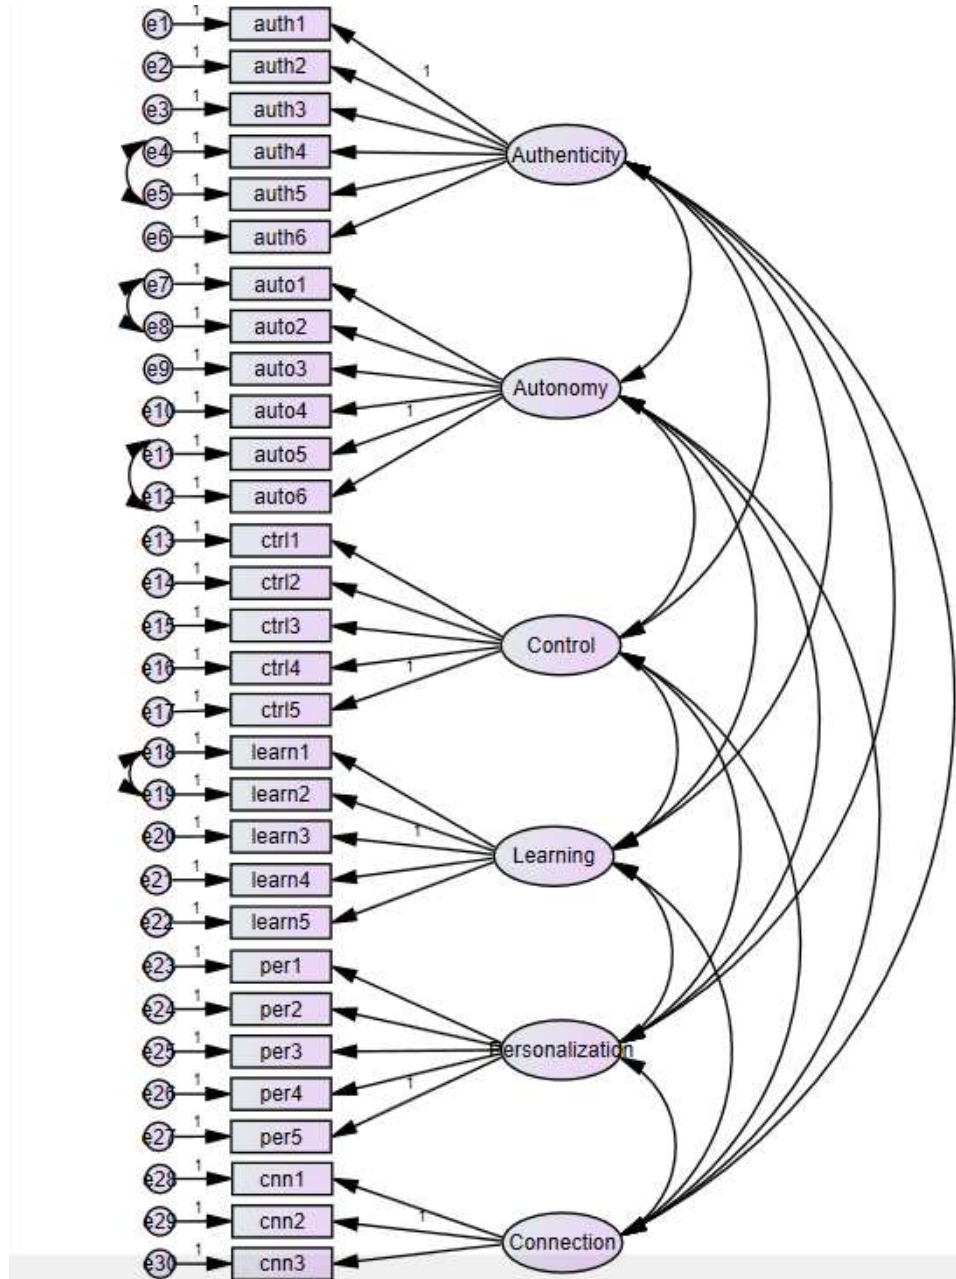 e1 1 auth1
1
e2 1 auth2
e3 1 auth3
e4 1 auth4
Authenticity
e5 1 auth5
e6 1 auth6
e7 1 auto1
e8 1 auto2
e9 1 auto3
Autonomy
e10 1 auto4
1
e11 1 auto5
e12 1 auto6
e13 1 ctrl1
e14 1 ctrl2
e15 1 ctrl3
Control
e16 1 ctrl4
1
e17 1 ctrl5
e18 1 learn1
e19 1 learn2
e20 1 learn3
1
Learning
e21 1 learn4
e22 1 learn5
e23 1 per1
e24 1 per2
e25 1 per3
Personalization
e26 1 per4
1
e27 1 per5
e28 1 cnn1
e29 1 cnn2
1
Connection
e30 1 cnn3